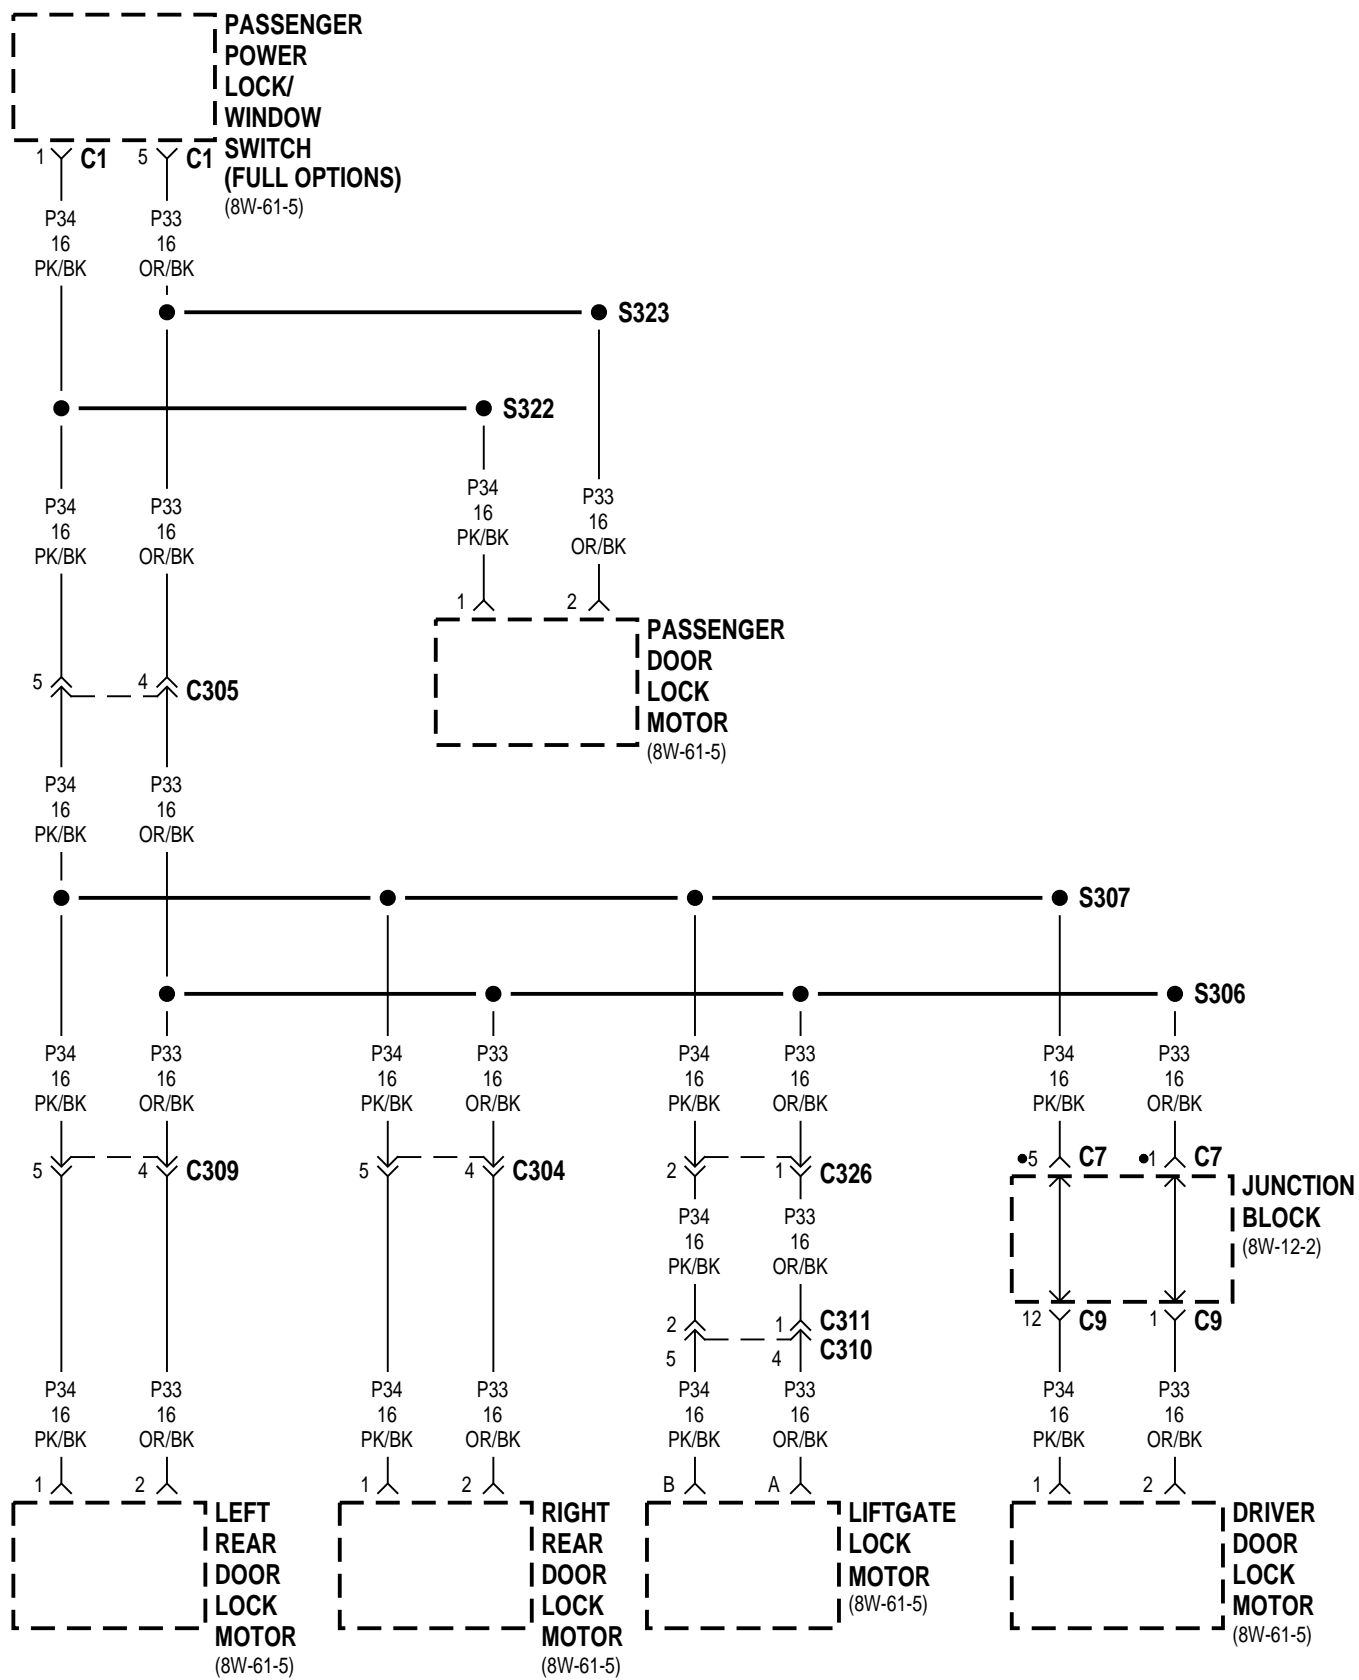 PASSENGER
POWER
LOCK/
WINDOW
SWITCH
(FULL OPTIONS)
(8W-61-5)
1 C1 5 C1
P34 P33
16 16
PK/BK OR/BK
S323
S322
P34 P33 P34 P33
16 16 16 16
PK/BK OR/BK PK/BK OR/BK
1 2
PASSENGER
DOOR
LOCK
MOTOR
(8W-61-5)
5 4 C305
P34 P33
16 16
PK/BK OR/BK
S307
S306
P34 P33 P34 P33 P34 P33 P34 P33
16 16 16 16 16 16 16 16
PK/BK OR/BK PK/BK OR/BK PK/BK OR/BK PK/BK OR/BK
5 4 C309 5 4 C304 2 1 C326 •5 C7 •1 C7
JUNCTION
BLOCK
(8W-12-2)
P34 P33
16 16
PK/BK OR/BK
2 1 C311 12 C9 1 C9
5 4 C310
P34 P33 P34 P33 P34 P33 P34 P33
16 16 16 16 16 16 16 16
PK/BK OR/BK PK/BK OR/BK PK/BK OR/BK PK/BK OR/BK
1 2 1 2 B A 1 2
LEFT
REAR
DOOR
LOCK
MOTOR
(8W-61-5)
RIGHT
REAR
DOOR
LOCK
MOTOR
(8W-61-5)
LIFTGATE
LOCK
MOTOR
(8W-61-5)
DRIVER
DOOR
LOCK
MOTOR
(8W-61-5)